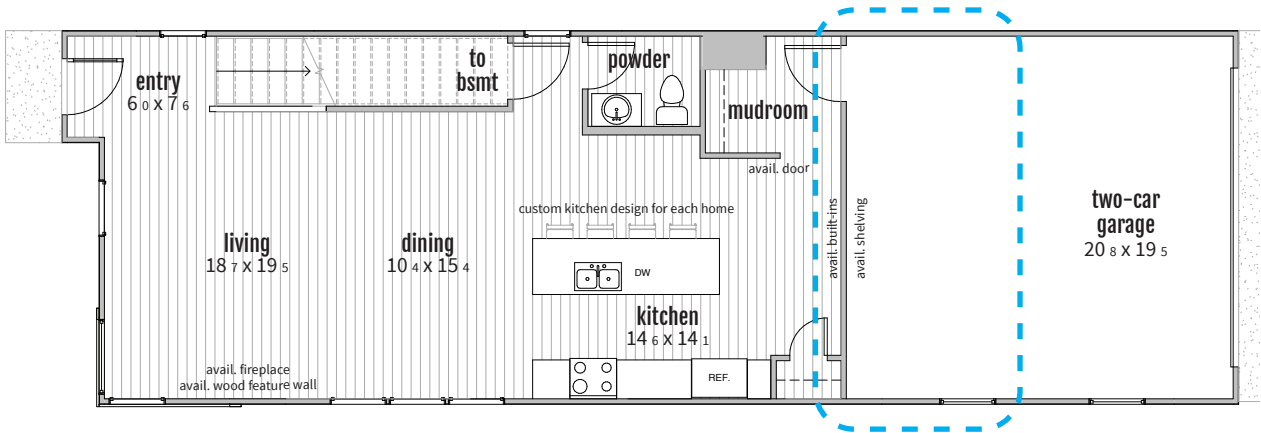 entry
6 0 x 7 6
to
bsmt
powder
mudroom
avail. door
custom kitchen design for each home
living
18 7 x 19 5
dining
10 4 x 15 4
DW
kitchen
14 6 x 14 1
REF.
avail. fireplace
avail. wood feature wall
avail. built-ins
avail. shelving
two-car
garage
20 8 x 19 5